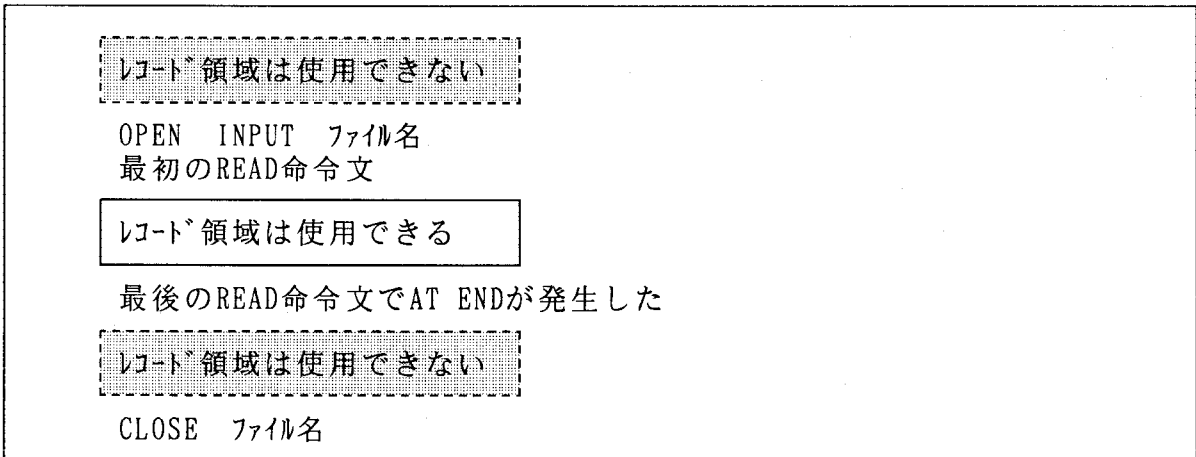 ﾚｺｰﾄﾞ領域は使用できない
OPEN　INPUT　ﾌｧｲﾙ名
最初のREAD命令文
ﾚｺｰﾄﾞ領域は使用できる
最後のREAD命令文でAT ENDが発生した
ﾚｺｰﾄﾞ領域は使用できない
CLOSE　ﾌｧｲﾙ名